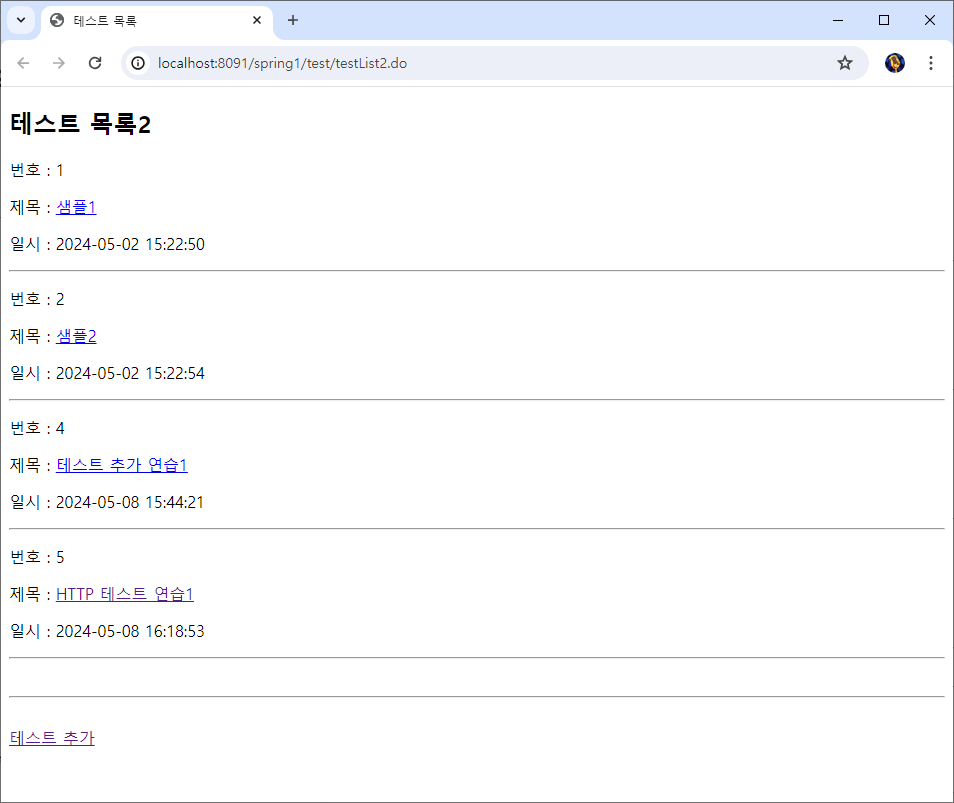 테스트 목록
localhost:8091/spring1/test/testList2.do
테스트 목록2
번호 : 1
제목 : 샘플1
일시 : 2024-05-02 15:22:50
번호 : 2
제목 : 샘플2
일시 : 2024-05-02 15:22:54
번호 : 4
제목 : 테스트 추가 연습1
일시 : 2024-05-08 15:44:21
번호 : 5
제목 : HTTP 테스트 연습1
일시 : 2024-05-08 16:18:53
테스트 추가